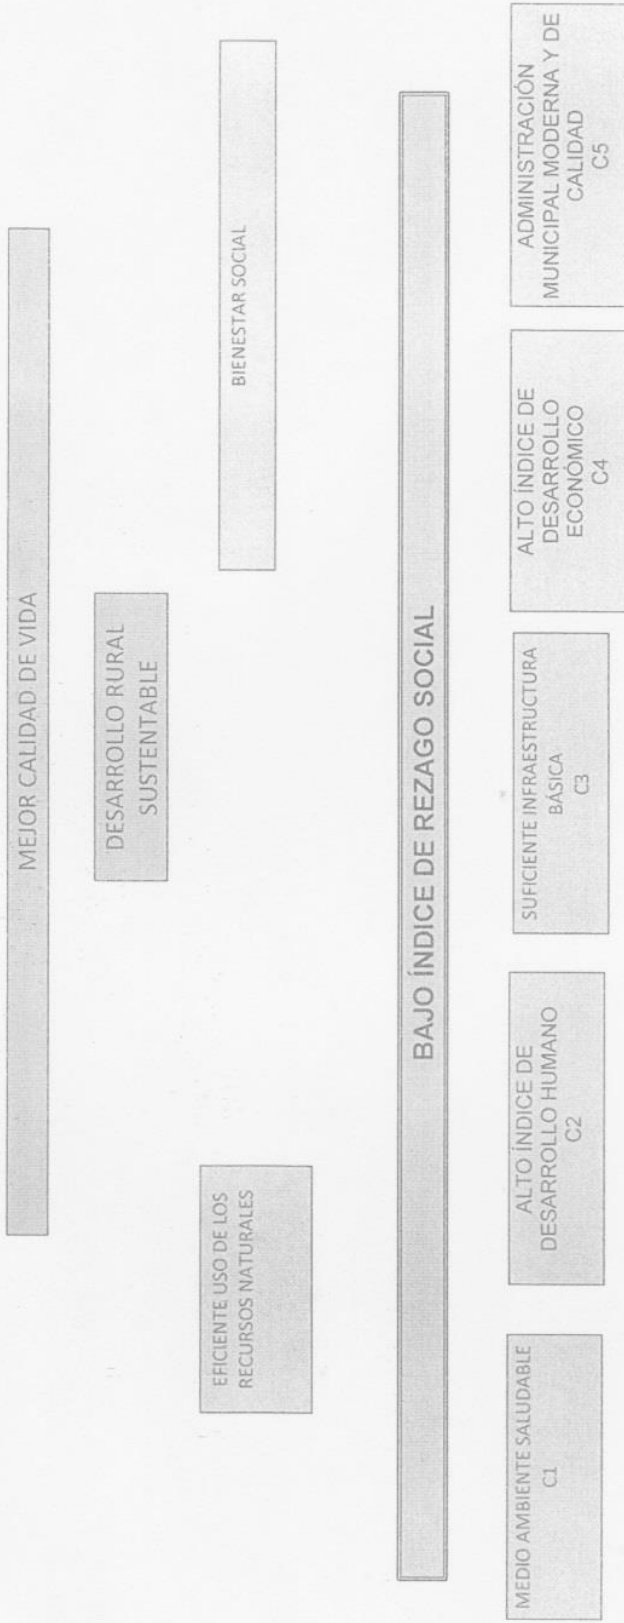 MEJOR CALIDAD DE VIDA
DESARROLLO RURAL
SUSTENTABLE
EFICIENTE USO DE LOS
RECURSOS NATURALES
BIENESTAR SOCIAL
BAJO ÍNDICE DE REZAGO SOCIAL
MEDIO AMBIENTE SALUDABLE
C1
ALTO ÍNDICE DE
DESARROLLO HUMANO
C2
SUFICIENTE INFRAESTRUCTURA
BÁSICA
C3
ALTO ÍNDICE DE
DESARROLLO
ECONÓMICO
C4
ADMINISTRACIÓN
MUNICIPAL MODERNA Y DE
CALIDAD
C5